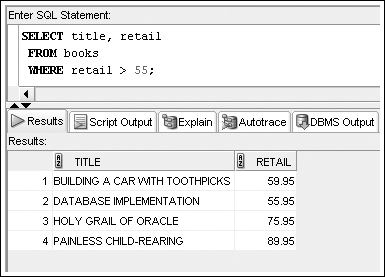 Enter SQL Statement:
SELECT title, retail
FROM books
WHERE retail > 55;
Results Script Output Explain Autotrace DBMS Output
Results:
TITLE RETAIL
1 BUILDING A CAR WITH TOOTHPICKS 59.95
2 DATABASE IMPLEMENTATION 55.95
3 HOLY GRAIL OF ORACLE 75.95
4 PAINLESS CHILD-REARING 89.95